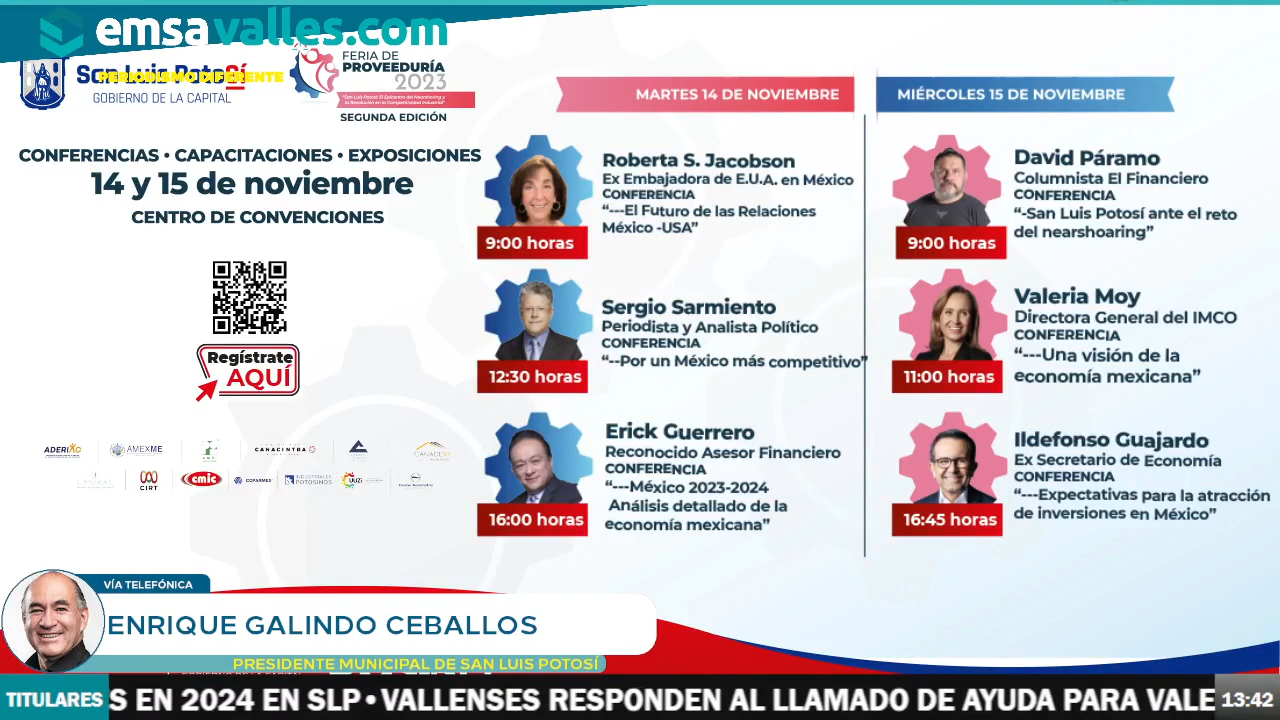 emsavalles.com
PERIODISMO DIFERENTE
San Luis Potosí
GOBIERNO DE LA CAPITAL
FERIA DE
PROVEEDURÍA
2023
SEGUNDA EDICIÓN
CONFERENCIAS • CAPACITACIONES • EXPOSICIONES
14 y 15 de noviembre
CENTRO DE CONVENCIONES
Regístrate
AQUÍ
AMEXME
CANACINTRA
CIRT
cmic
COPARMEX
INDUSTRIALES
POTOSINOS
MARTES 14 DE NOVIEMBRE
Roberta S. Jacobson
Ex Embajadora de E.U.A. en México
CONFERENCIA
“---El Futuro de las Relaciones
México -USA”
9:00 horas
Sergio Sarmiento
Periodista y Analista Político
CONFERENCIA
“--Por un México más competitivo”
12:30 horas
Erick Guerrero
Reconocido Asesor Financiero
CONFERENCIA
“---México 2023-2024
Análisis detallado de la
economía mexicana”
16:00 horas
MIÉRCOLES 15 DE NOVIEMBRE
David Páramo
Columnista El Financiero
CONFERENCIA
“-San Luis Potosí ante el reto
del nearshoaring”
9:00 horas
Valeria Moy
Directora General del IMCO
CONFERENCIA
“---Una visión de la
economía mexicana”
11:00 horas
Ildefonso Guajardo
Ex Secretario de Economía
CONFERENCIA
“---Expectativas para la atracción
de inversiones en México”
16:45 horas
VÍA TELEFÓNICA
ENRIQUE GALINDO CEBALLOS
PRESIDENTE MUNICIPAL DE SAN LUIS POTOSÍ
TITULARES
S EN 2024 EN SLP • VALLENSES RESPONDEN AL LLAMADO DE AYUDA PARA VALE
13:42